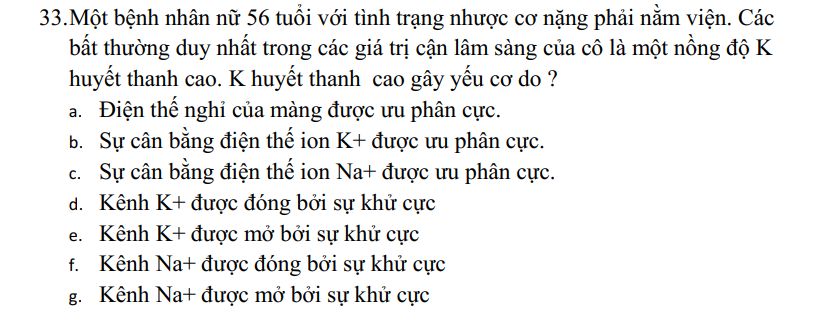 33.Một bệnh nhân nữ 56 tuổi với tình trạng nhược cơ nặng phải nằm viện. Các
bất thường duy nhất trong các giá trị cận lâm sàng của cô là một nồng độ K
huyết thanh cao. K huyết thanh cao gây yếu cơ do ?
a. Điện thế nghỉ của màng được ưu phân cực.
b. Sự cân bằng điện thế ion K+ được ưu phân cực.
c. Sự cân bằng điện thế ion Na+ được ưu phân cực.
d. Kênh K+ được đóng bởi sự khử cực
e. Kênh K+ được mở bởi sự khử cực
f. Kênh Na+ được đóng bởi sự khử cực
g. Kênh Na+ được mở bởi sự khử cực